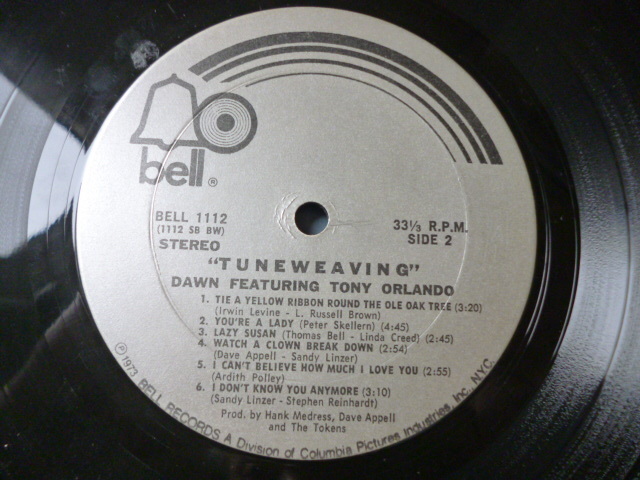 bell®
BELL 1112
(1112 SB BW)
STEREO
33⅓ R.P.M.
SIDE 2
"TUNEWEAVING"
DAWN FEATURING TONY ORLANDO
1. TIE A YELLOW RIBBON ROUND THE OLE OAK TREE (3:20)
(Irwin Levine - L. Russell Brown)
2. YOU'RE A LADY (Peter Skellern) (4:45)
3. LAZY SUSAN (Thomas Bell - Linda Creed) (2:45)
4. WATCH A CLOWN BREAK DOWN (2:54)
(Dave Appell - Sandy Linzer)
5. I CAN'T BELIEVE HOW MUCH I LOVE YOU (2:55)
(Ardith Polley)
6. I DON'T KNOW YOU ANYMORE (3:10)
(Sandy Linzer - Stephen Reinhardt)
Prod. by Hank Medress, Dave Appell
and The Tokens
℗1973 BELL RECORDS A Division of Columbia Pictures Industries, Inc., NYC.